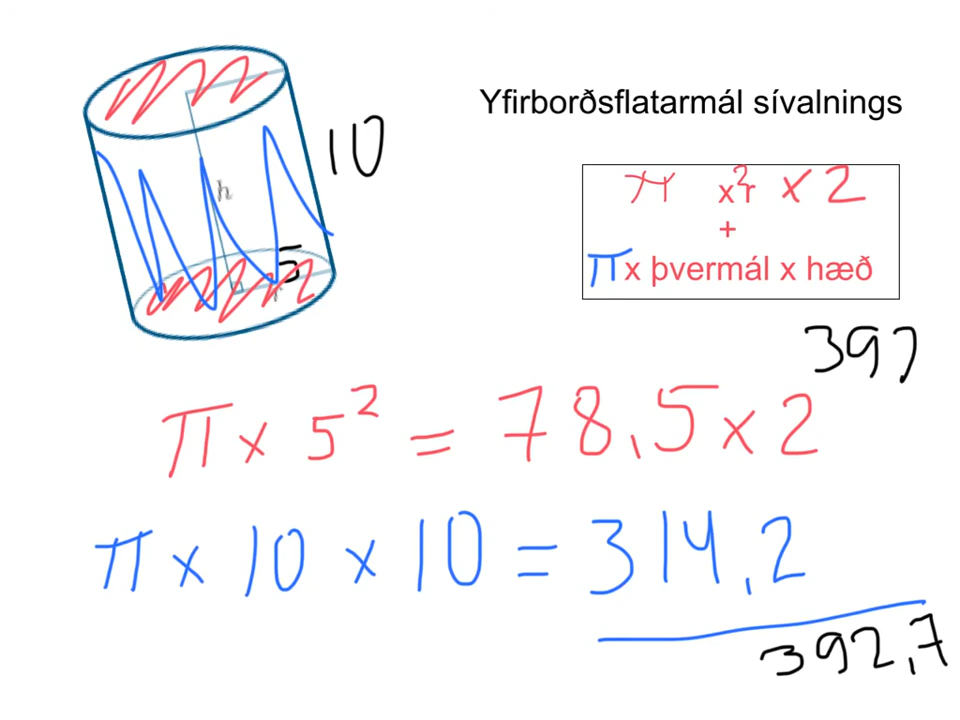 Yfirborðsflatarmál sívalnings
10
h
5
r
π x r² x 2
+
π x þvermál x hæð
397
π x 5² = 78,5 x 2
π x 10 x 10 = 314,2
392,7